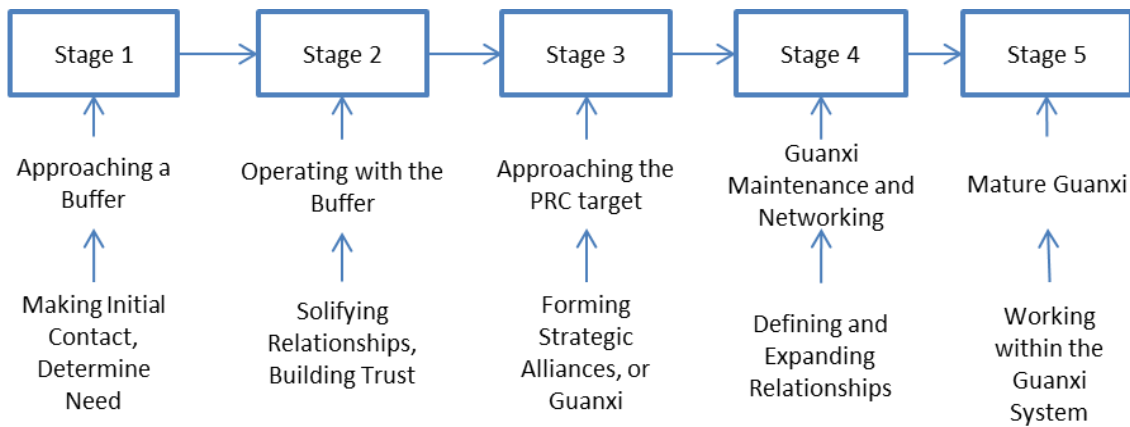 Stage 1
Stage 2
Stage 3
Stage 4
Stage 5
Approaching a
Buffer
Operating with the
Buffer
Approaching the
PRC target
Guanxi
Maintenance and
Networking
Mature Guanxi
Making Initial
Contact,
Determine
Need
Solifying
Relationships,
Building Trust
Forming
Strategic
Alliances, or
Guanxi
Defining and
Expanding
Relationships
Working
within the
Guanxi
System